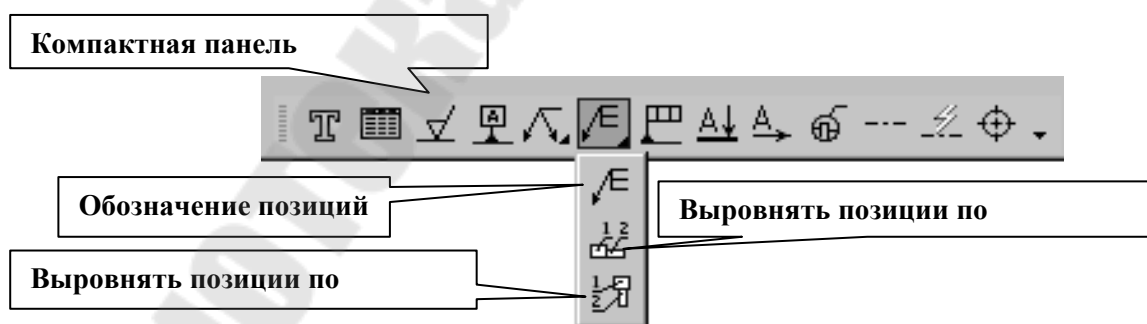 Компактная панель
Обозначение позиций
Выровнять позиции по
Выровнять позиции по